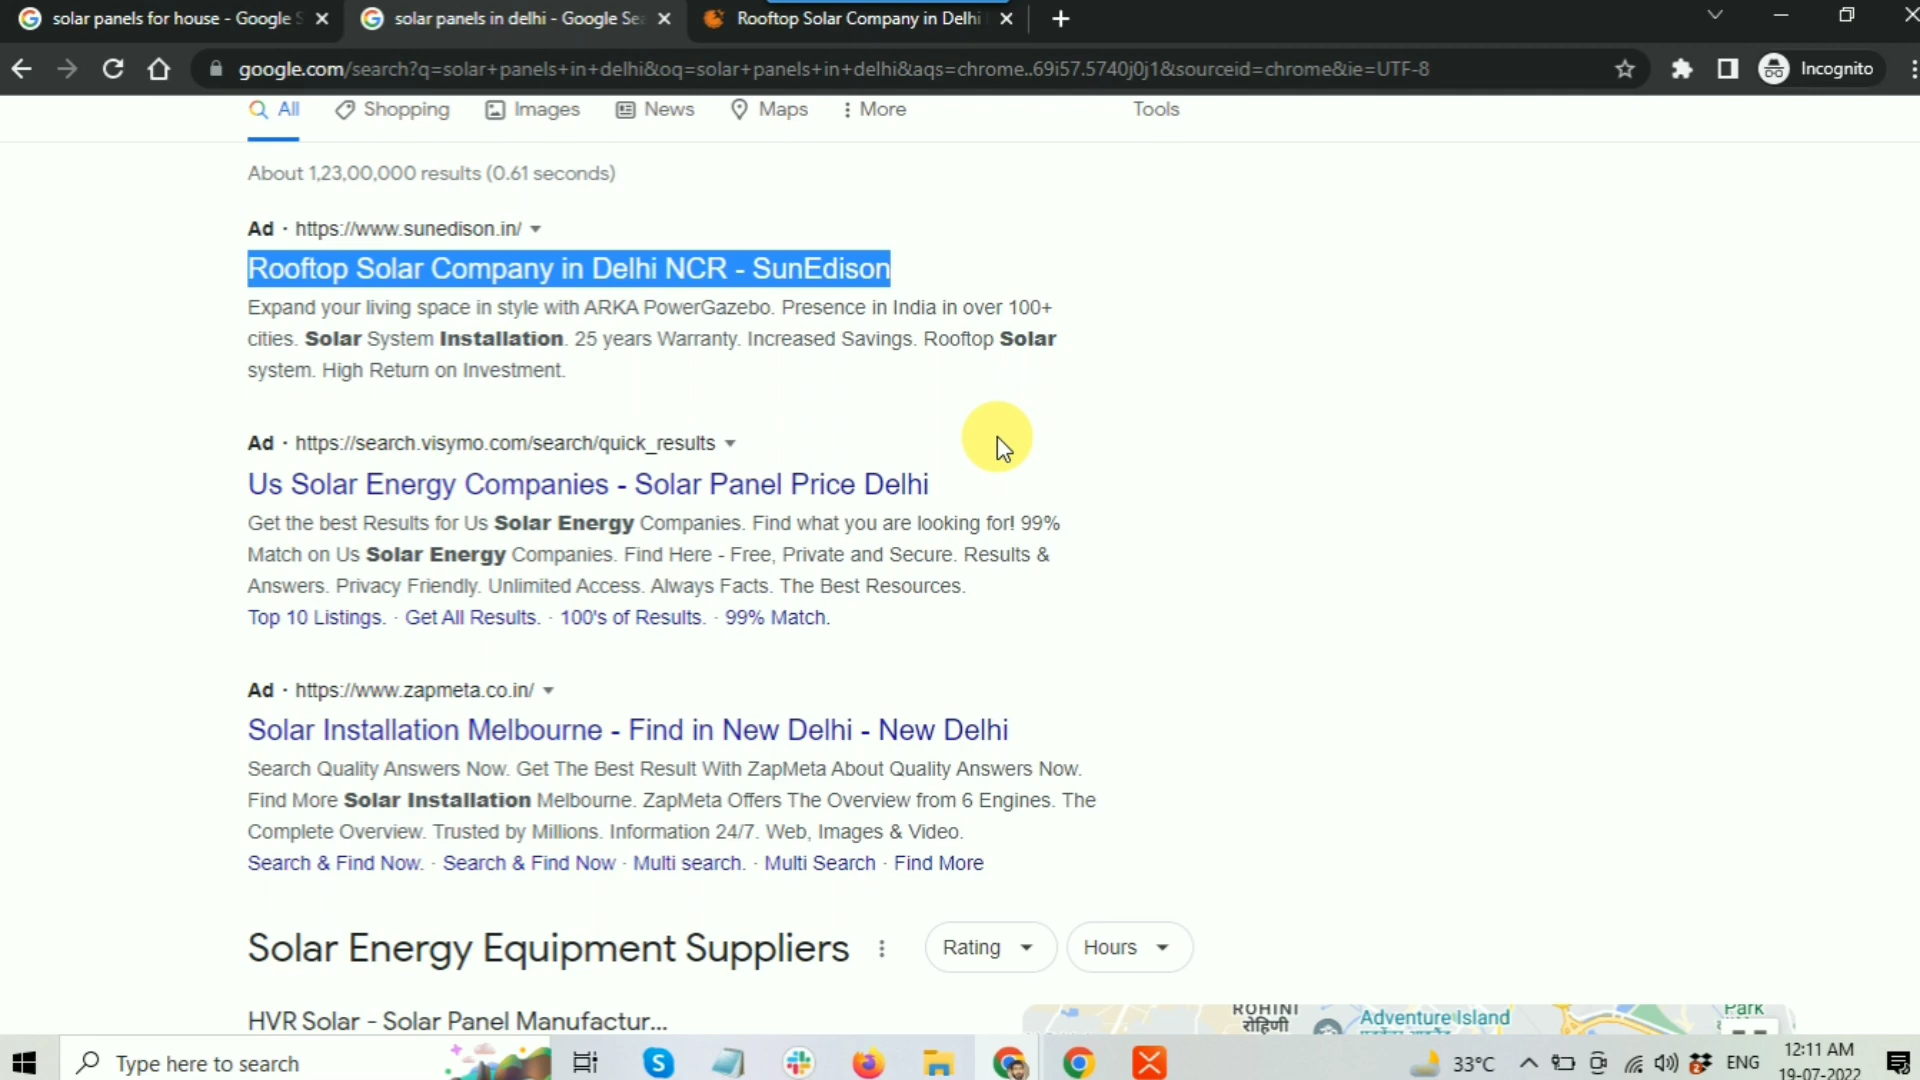 solar panels for house - Google S
solar panels in delhi - Google Sea
Rooftop Solar Company in Delhi
google.com/search?q=solar+panels+in+delhi&oq=solar+panels+in+delhi&aqs=chrome..69i57.5740j0j1&sourceid=chrome&ie=UTF-8
Incognito
All
Shopping
Images
News
Maps
More
Tools
About 1,23,00,000 results (0.61 seconds)
Ad · https://www.sunedison.in/
Rooftop Solar Company in Delhi NCR - SunEdison
Expand your living space in style with ARKA PowerGazebo. Presence in India in over 100+
cities. Solar System Installation. 25 years Warranty. Increased Savings. Rooftop Solar
system. High Return on Investment.
Ad · https://search.visymo.com/search/quick_results
Us Solar Energy Companies - Solar Panel Price Delhi
Get the best Results for Us Solar Energy Companies. Find what you are looking for! 99%
Match on Us Solar Energy Companies. Find Here - Free, Private and Secure. Results &
Answers. Privacy Friendly. Unlimited Access. Always Facts. The Best Resources.
Top 10 Listings. · Get All Results. · 100's of Results. · 99% Match.
Ad · https://www.zapmeta.co.in/
Solar Installation Melbourne - Find in New Delhi - New Delhi
Search Quality Answers Now. Get The Best Result With ZapMeta About Quality Answers Now.
Find More Solar Installation Melbourne. ZapMeta Offers The Overview from 6 Engines. The
Complete Overview. Trusted by Millions. Information 24/7. Web, Images & Video.
Search & Find Now. · Search & Find Now · Multi search. · Multi Search · Find More
Solar Energy Equipment Suppliers
Rating
Hours
HVR Solar - Solar Panel Manufactur...
ROHINI
रोहिणी
Adventure Island
Park
Type here to search
33°C
ENG
12:11 AM
19-07-2022